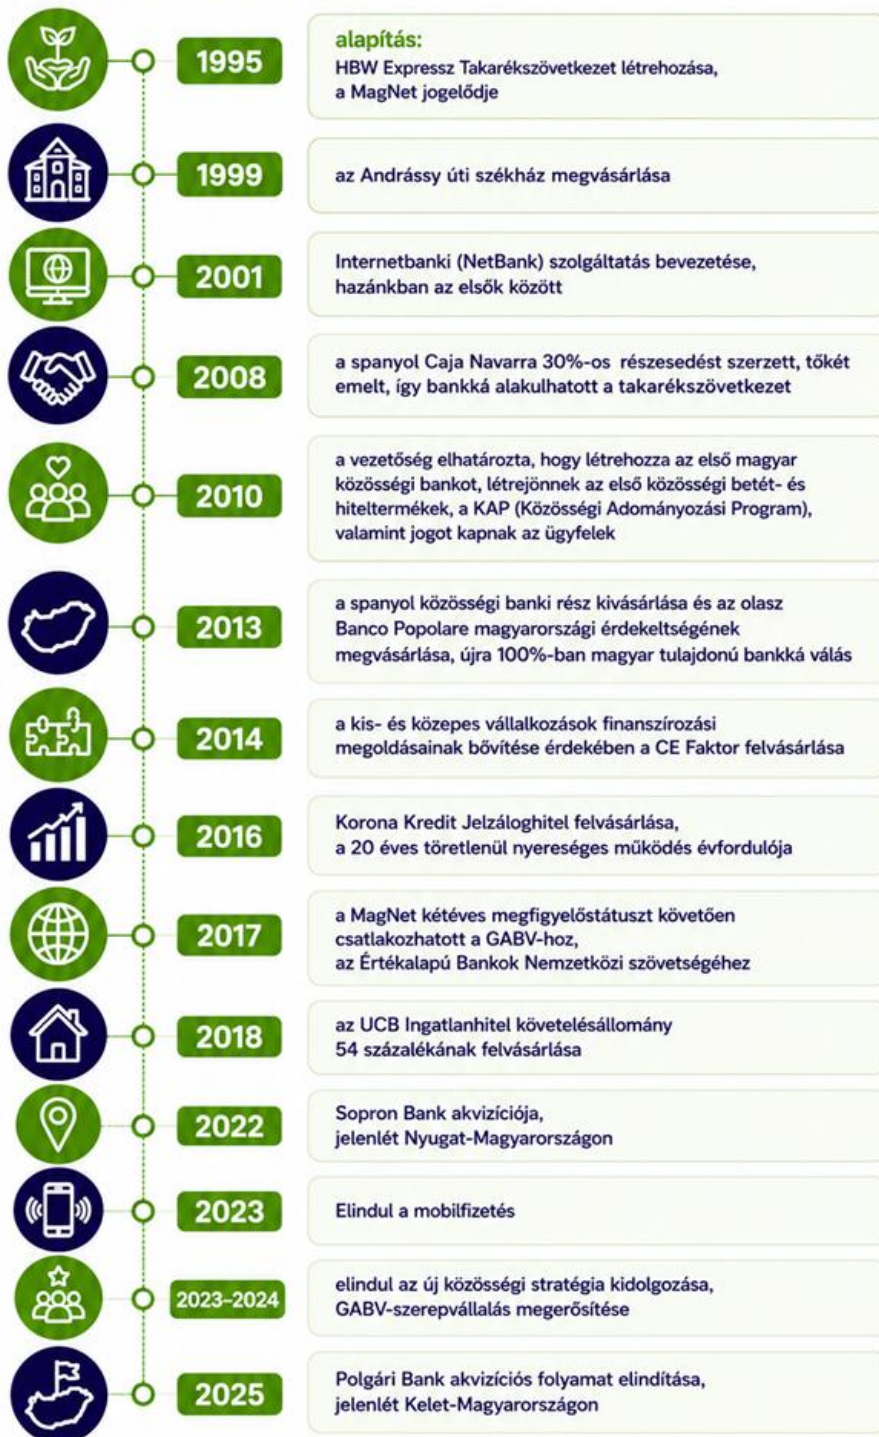 1995
alapítás:
HBW Expressz Takarékszövetkezet létrehozása,
a MagNet jogelődje
1999
az Andrássy úti székház megvásárlása
2001
Internetbanki (NetBank) szolgáltatás bevezetése,
hazánkban az elsők között
2008
a spanyol Caja Navarra 30%-os részesedést szerzett, tőkét
emelt, így bankká alakulhatott a takarékszövetkezet
2010
a vezetőség elhatározta, hogy létrehozza az első magyar
közösségi bankot, létrejönnek az első közösségi betét- és
hiteltermékek, a KAP (Közösségi Adományozási Program),
valamint jogot kapnak az ügyfelek
2013
a spanyol közösségi banki rész kivásárlása és az olasz
Banco Popolare magyarországi érdekeltségének
megvásárlása, újra 100%-ban magyar tulajdonú bankká válás
2014
a kis- és közepes vállalkozások finanszírozási
megoldásainak bővítése érdekében a CE Faktor felvásárlása
2016
Korona Kredit Jelzáloghitel felvásárlása,
a 20 éves töretlenül nyereséges működés évfordulója
2017
a MagNet kétéves megfigyelőstátuszt követően
csatlakozhatott a GABV-hoz,
az Értékalapú Bankok Nemzetközi szövetségéhez
2018
az UCB Ingatlanhitel követelésállomány
54 százalékának felvásárlása
2022
Sopron Bank akvizíciója,
jelenlét Nyugat-Magyarországon
2023
Elindul a mobilfizetés
2023–2024
elindul az új közösségi stratégia kidolgozása,
GABV-szerepvállalás megerősítése
2025
Polgári Bank akvizíciós folyamat elindítása,
jelenlét Kelet-Magyarországon